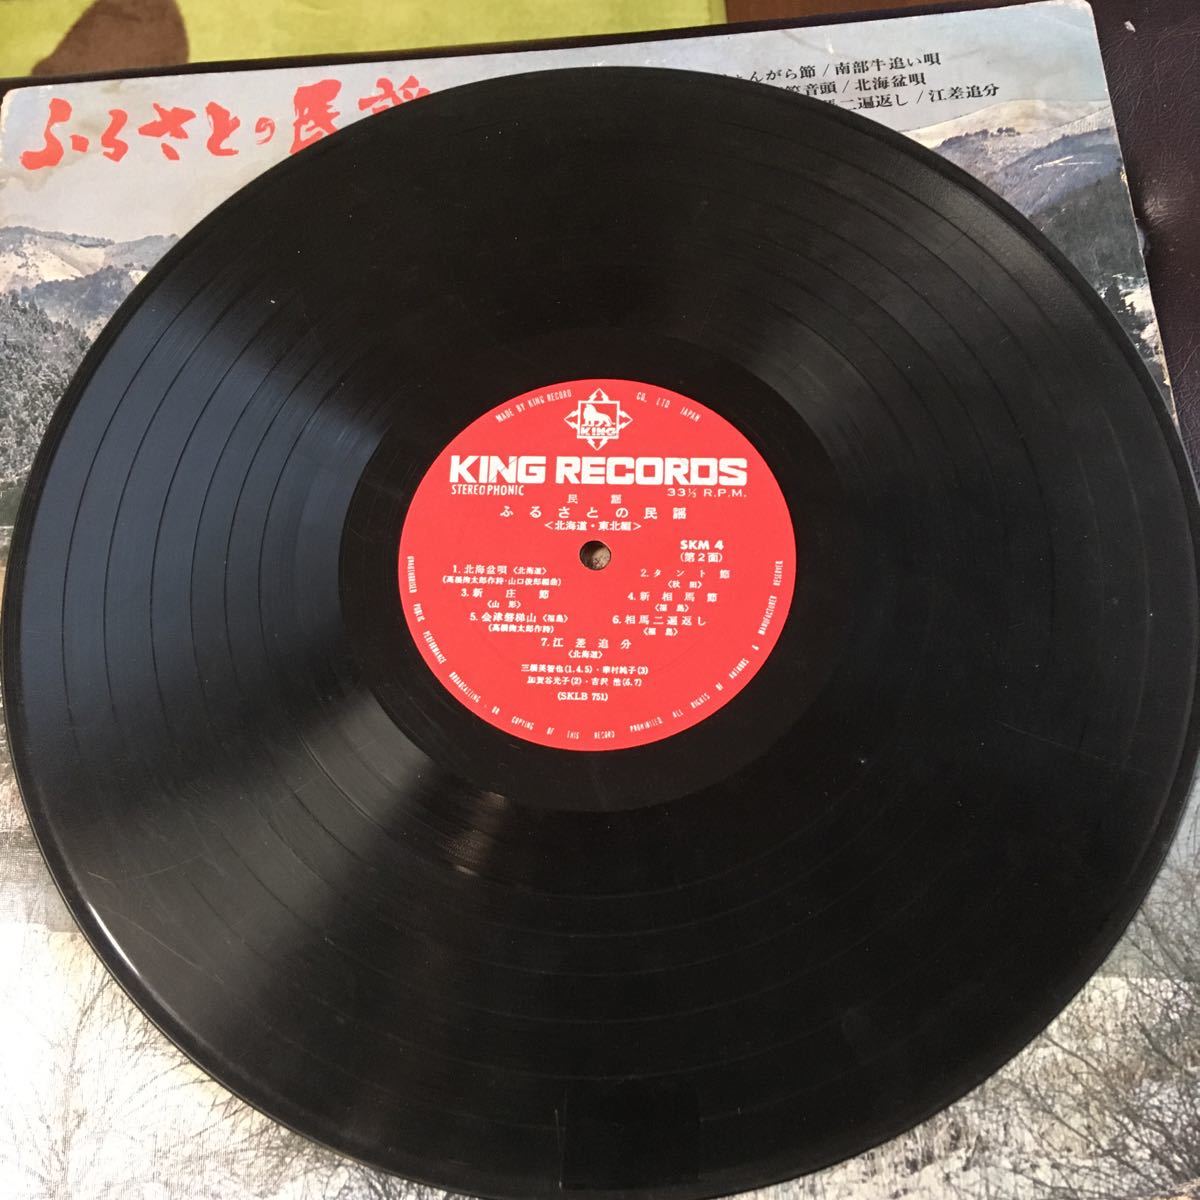 ふるさとの民謡
んがら節/南部牛追い唄
音頭/北海盆唄
二遍返し/江差追分
MADE BY KING RECORD CO., LTD JAPAN
KING
KING RECORDS
STEREOPHONIC 33⅓ R.P.M.
民謡
ふるさとの民謡
<北海道・東北編>
SKM 4
(第2面)
1. 北海盆唄 <北海道>
(高橋掬太郎作詩・山口俊郎編曲)
2. タント節
<秋田>
3. 新庄節
<山形>
4. 新相馬節
<福島>
5. 会津磐梯山 <福島>
(高橋掬太郎作詩)
6. 相馬二遍返し
<福島>
7. 江差追分
<北海道>
三橋美智也(1.4.5)・華村純子(3)
加賀谷光子(2)・吉沢 浩(6.7)
(SKLB 751)
UNAUTHORISED PUBLIC PERFORMANCE BROADCASTING・OR COPYING OF THIS RECORD PROHIBITED. ALL RIGHTS OF AUTHORS & MANUFACTURER RESERVED.